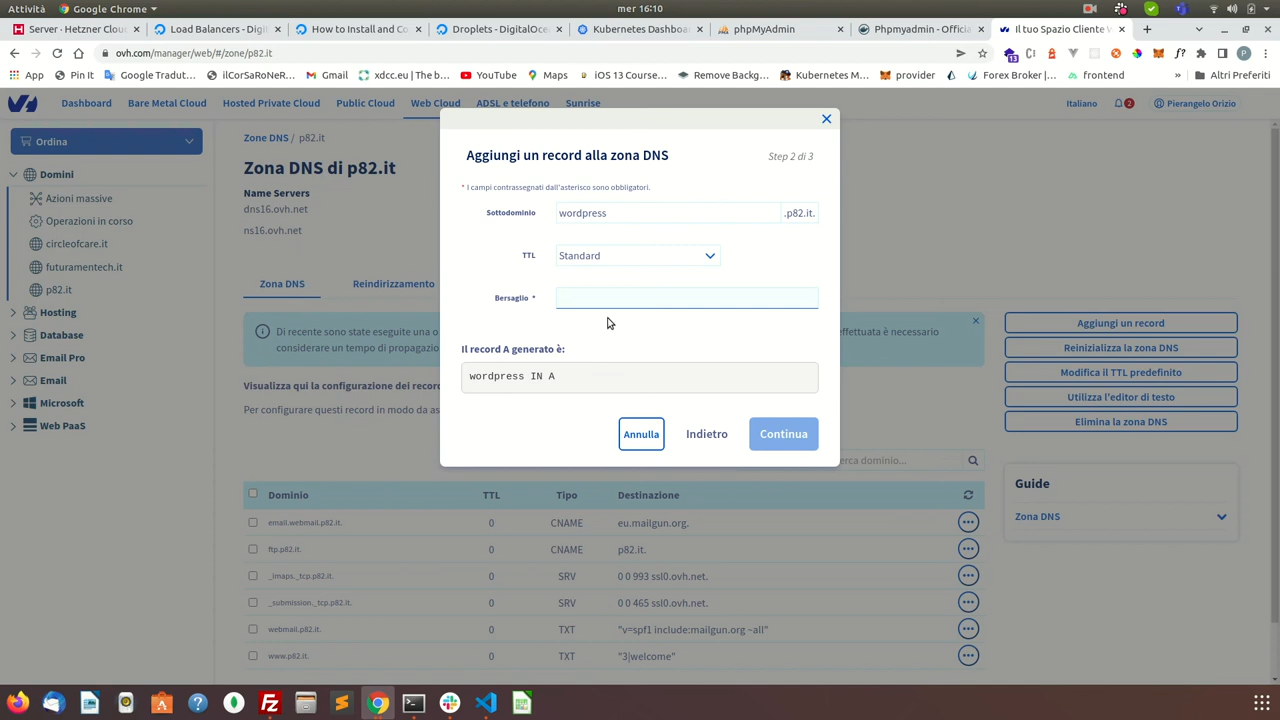 Attività
Google Chrome
mer 16:10
Server · Hetzner Cloud
Load Balancers - Digit
How to Install and Co
Droplets - DigitalOce
Kubernetes Dashboa
phpMyAdmin
Phpmyadmin - Officie
Il tuo Spazio Cliente W
ovh.com/manager/web/#/zone/p82.it
13
P
App
Pin It
Google Tradut...
ilCorSaRoNeR...
Gmail
xdcc.eu | The b...
YouTube
Maps
iOS 13 Course...
Remove Backg...
Kubernetes M...
provider
Forex Broker |...
frontend
»
Altri Preferiti
Dashboard
Bare Metal Cloud
Hosted Private Cloud
Public Cloud
Web Cloud
ADSL e telefono
Sunrise
Italiano
2
Pierangelo Orizio
Ordina
Domini
Azioni massive
Operazioni in corso
circleofcare.it
futuramentech.it
p82.it
Hosting
Database
Email Pro
Email
Microsoft
Web PaaS
Zone DNS / p82.it
Zona DNS di p82.it
Name Servers
dns16.ovh.net
ns16.ovh.net
Zona DNS
Reindirizzamento
Di recente sono state eseguite una o
effettuata è necessario
considerare un tempo di propagazio
Visualizza qui la configurazione dei recor
Per configurare questi record in modo da as
Aggiungi un record alla zona DNS
Step 2 di 3
* I campi contrassegnati dall'asterisco sono obbligatori.
Sottodominio
wordpress
.p82.it.
TTL
Standard
Bersaglio *
Il record A generato è:
wordpress IN A
Annulla
Indietro
Continua
Aggiungi un record
Reinizializza la zona DNS
Modifica il TTL predefinito
Utilizza l'editor di testo
Elimina la zona DNS
erca dominio...
Guide
Zona DNS
Dominio TTL Tipo Destinazione
email.webmail.p82.it. 0 CNAME eu.mailgun.org.
ftp.p82.it. 0 CNAME p82.it.
_imaps._tcp.p82.it. 0 SRV 0 0 993 ssl0.ovh.net.
_submission._tcp.p82.it. 0 SRV 0 0 465 ssl0.ovh.net.
webmail.p82.it. 0 TXT "v=spf1 include:mailgun.org ~all"
www.p82.it. 0 TXT "3|welcome"